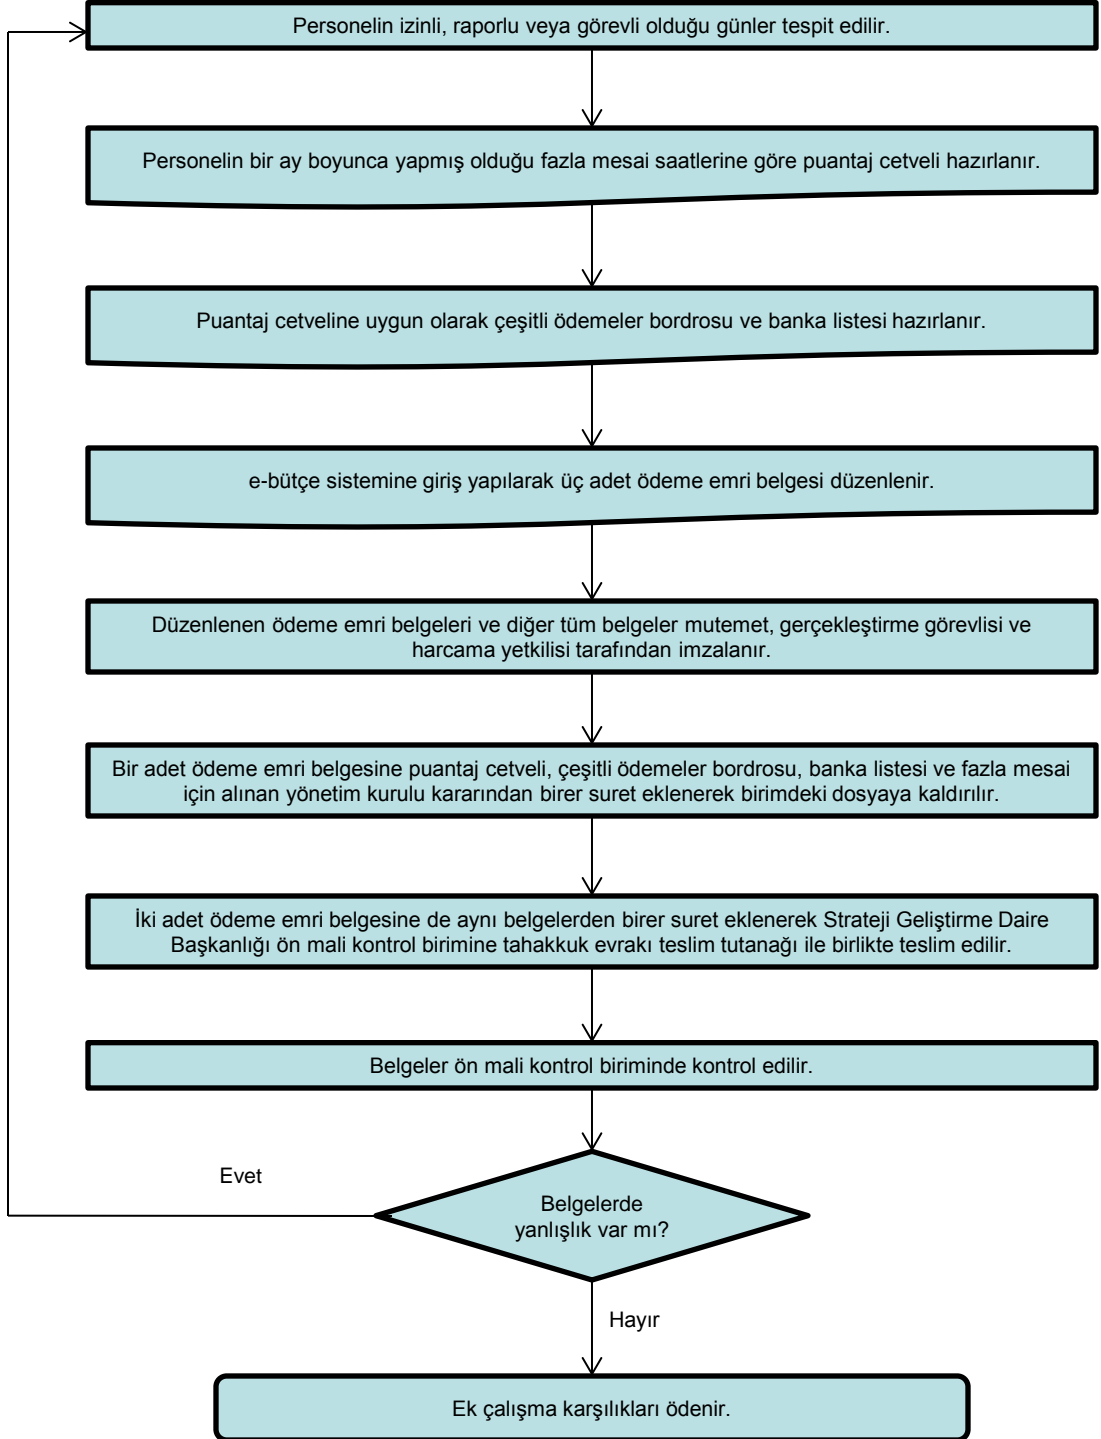 Personelin izinli, raporlu veya görevli olduğu günler tespit edilir.
Personelin bir ay boyunca yapmış olduğu fazla mesai saatlerine göre puantaj cetveli hazırlanır.
Puantaj cetveline uygun olarak çeşitli ödemeler bordrosu ve banka listesi hazırlanır.
e-bütçe sistemine giriş yapılarak üç adet ödeme emri belgesi düzenlenir.
Düzenlenen ödeme emri belgeleri ve diğer tüm belgeler mutemet, gerçekleştirme görevlisi ve
harcama yetkilisi tarafından imzalanır.
Bir adet ödeme emri belgesine puantaj cetveli, çeşitli ödemeler bordrosu, banka listesi ve fazla mesai
için alınan yönetim kurulu kararından birer suret eklenerek birimdeki dosyaya kaldırılır.
İki adet ödeme emri belgesine de aynı belgelerden birer suret eklenerek Strateji Geliştirme Daire
Başkanlığı ön mali kontrol birimine tahakkuk evrakı teslim tutanağı ile birlikte teslim edilir.
Belgeler ön mali kontrol biriminde kontrol edilir.
Evet
Belgelerde
yanlışlık var mı?
Hayır
Ek çalışma karşılıkları ödenir.